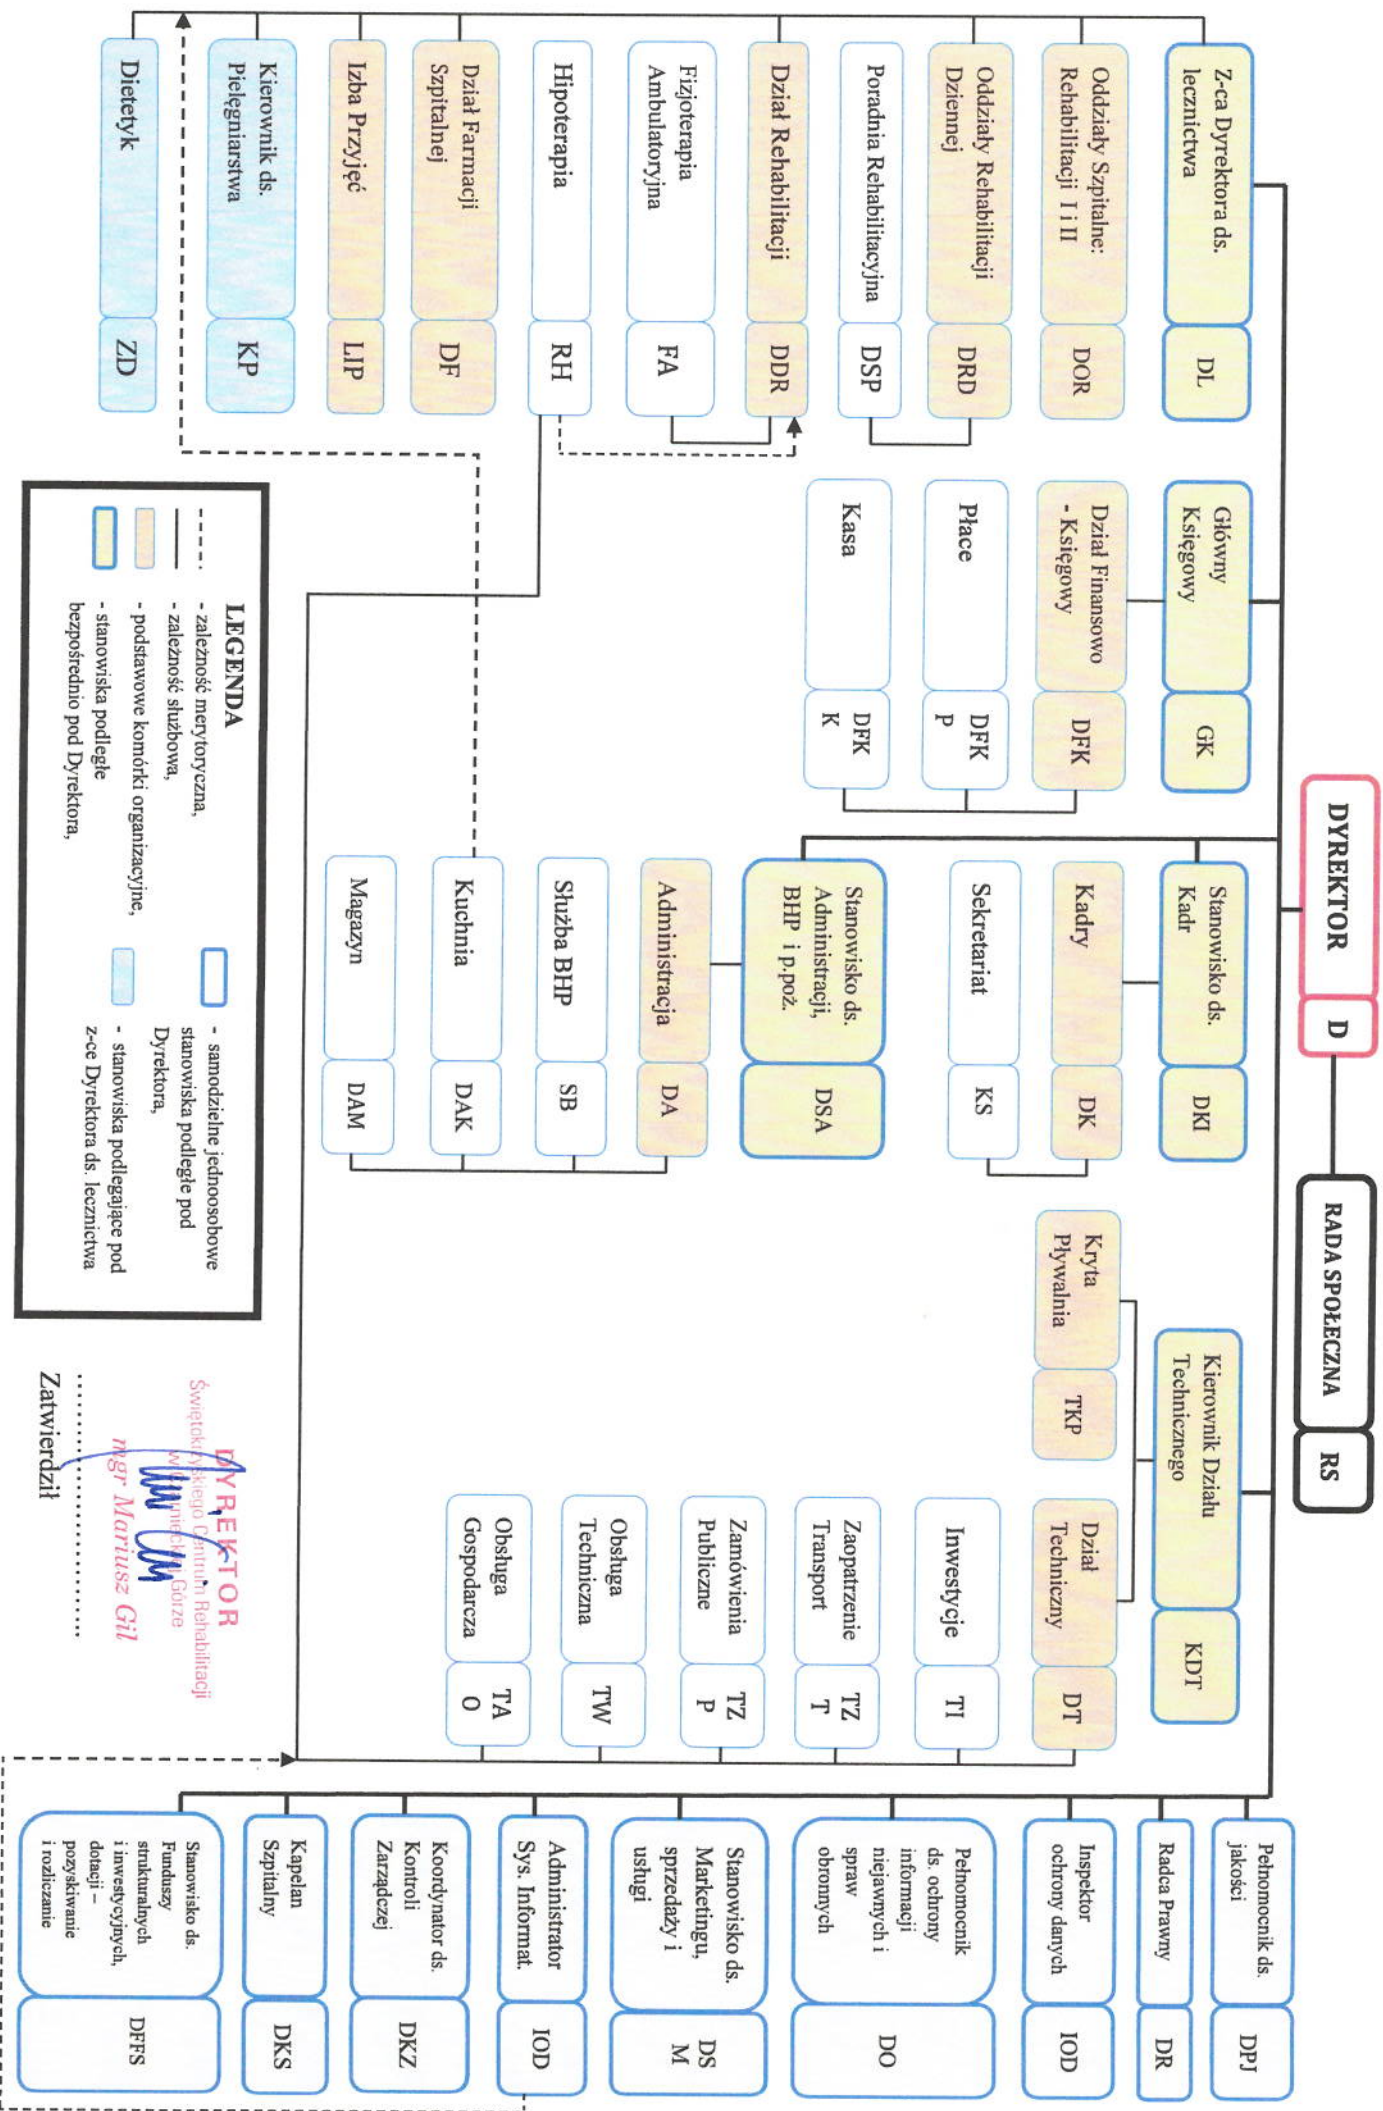 DYREKTOR
D
RADA SPOŁECZNA
RS
Z-ca Dyrektora ds.
lecznictwa
DL
Oddziały Szpitalne:
Rehabilitacji I i II
DOR
Oddziały Rehabilitacji
Dziennej
DRD
Poradnia Rehabilitacyjna
DSP
Dział Rehabilitacji
DDR
Fizjoterapia
Ambulatoryjna
FA
Hipoterapia
RH
Dział Farmacji
Szpitalnej
DF
Izba Przyjęć
LIP
Kierownik ds.
Pielęgniarstwa
KP
Dietetyk
ZD
Główny
Księgowy
GK
Dział Finansowo
- Księgowy
DFK
Płace
DFK
P
Kasa
DFK
K
Stanowisko ds.
Kadr
DKI
Kadry
DK
Sekretariat
KS
Stanowisko ds.
Administracji,
BHP i p.poż.
DSA
Administracja
DA
Służba BHP
SB
Kuchnia
DAK
Magazyn
DAM
Kierownik Działu
Technicznego
KDT
Kryta
Pływalnia
TKP
Dział
Techniczny
DT
Inwestycje
TI
Zaopatrzenie
Transport
TZ
T
Zamówienia
Publiczne
TZ
P
Obsługa
Techniczna
TW
Obsługa
Gospodarcza
TA
O
Pełnomocnik ds.
jakości
DPJ
Radca Prawny
DR
Inspektor
ochrony danych
IOD
Pełnomocnik
ds. ochrony
informacji
niejawnych i
spraw
obronnych
DO
Stanowisko ds.
Marketingu,
sprzedaży i
usługi
DS
M
Administrator
Sys. Informat.
IOD
Koordynator ds.
Kontroli
Zarządczej
DKZ
Kapelan
Szpitalny
DKS
Stanowisko ds.
Funduszy
strukturalnych
i inwestycyjnych,
dotacji –
pozyskiwanie
i rozliczanie
DFFS
LEGENDA
- zależność merytoryczna,
- zależność służbowa,
- podstawowe komórki organizacyjne,
- stanowiska podległe
bezpośrednio pod Dyrektora,
- samodzielne jednoosobowe
stanowiska podległe pod
Dyrektora,
- stanowiska podlegające pod
z-ce Dyrektora ds. lecznictwa
DYREKTOR
Świętokrzyskiego Centrum Rehabilitacji
w Czarnieckiej Górze
mgr Mariusz Gil
........................................
Zatwierdził